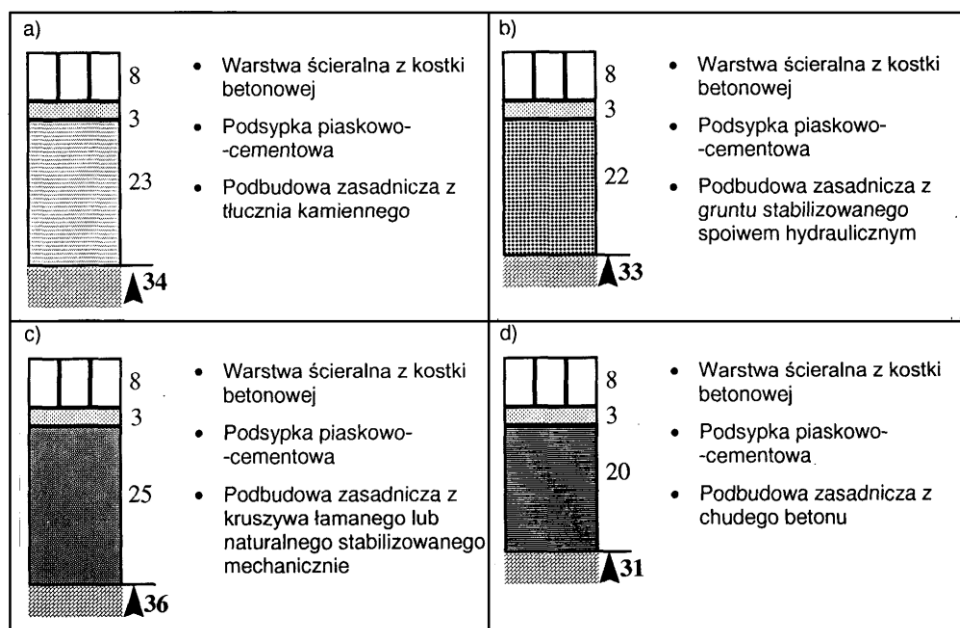 a)
8
3
23
34
• Warstwa ścieralna z kostki
betonowej
• Podsypka piaskowo-
-cementowa
• Podbudowa zasadnicza z
tłucznia kamiennego
b)
8
3
22
33
• Warstwa ścieralna z kostki
betonowej
• Podsypka piaskowo-
-cementowa
• Podbudowa zasadnicza z
gruntu stabilizowanego
spoiwem hydraulicznym
c)
8
3
25
36
• Warstwa ścieralna z kostki
betonowej
• Podsypka piaskowo-
-cementowa
• Podbudowa zasadnicza z
kruszywa łamanego lub
naturalnego stabilizowanego
mechanicznie
d)
8
3
20
31
• Warstwa ścieralna z kostki
betonowej
• Podsypka piaskowo-
-cementowa
• Podbudowa zasadnicza z
chudego betonu